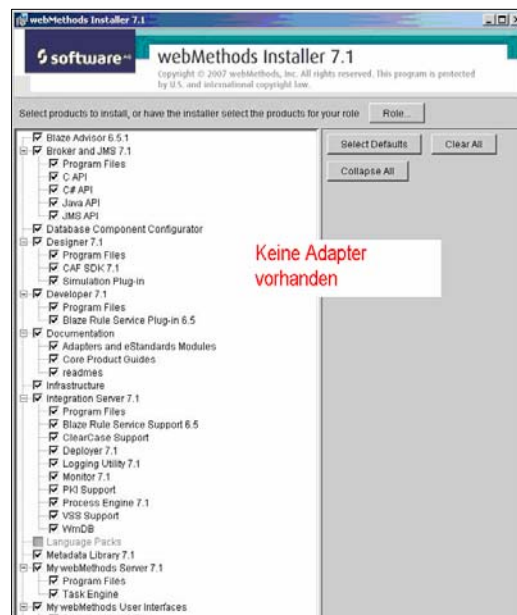 webMethods Installer 7.1
software AG
webMethods Installer 7.1
Copyright © 2007 webMethods, Inc. All rights reserved. This program is protected
by U.S. and international copyright law.
Select products to install, or have the installer select the products for your role
Role...
Select Defaults
Clear All
Collapse All
Blaze Advisor 6.5.1
Broker and JMS 7.1
Program Files
C API
C# API
Java API
JMS API
Database Component Configurator
Designer 7.1
Program Files
CAF SDK 7.1
Simulation Plug-in
Keine Adapter
vorhanden
Developer 7.1
Program Files
Blaze Rule Service Plug-in 6.5
Documentation
Adapters and eStandards Modules
Core Product Guides
readmes
Infrastructure
Integration Server 7.1
Program Files
Blaze Rule Service Support 6.5
ClearCase Support
Deployer 7.1
Logging Utility 7.1
Monitor 7.1
PKI Support
Process Engine 7.1
VSS Support
WmDB
Language Packs
Metadata Library 7.1
My webMethods Server 7.1
Program Files
Task Engine
My webMethods User Interfaces